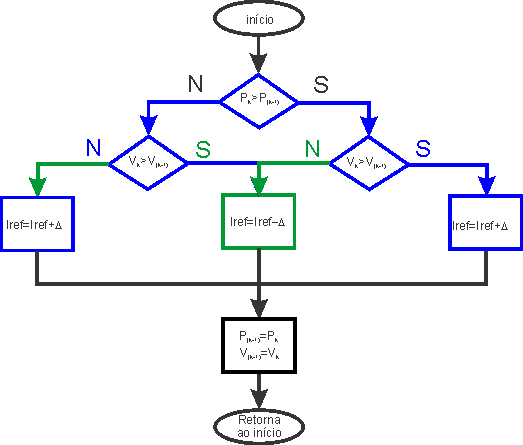 início
N
S
Pₖ>P₍ₖ₋₁₎
N
S
N
S
Vₖ>V₍ₖ₋₁₎
Vₖ>V₍ₖ₋₁₎
Iref=Iref+Δ
Iref=Iref–Δ
Iref=Iref+Δ
P₍ₖ₋₁₎=Pₖ
V₍ₖ₋₁₎=Vₖ
Retorna
ao início